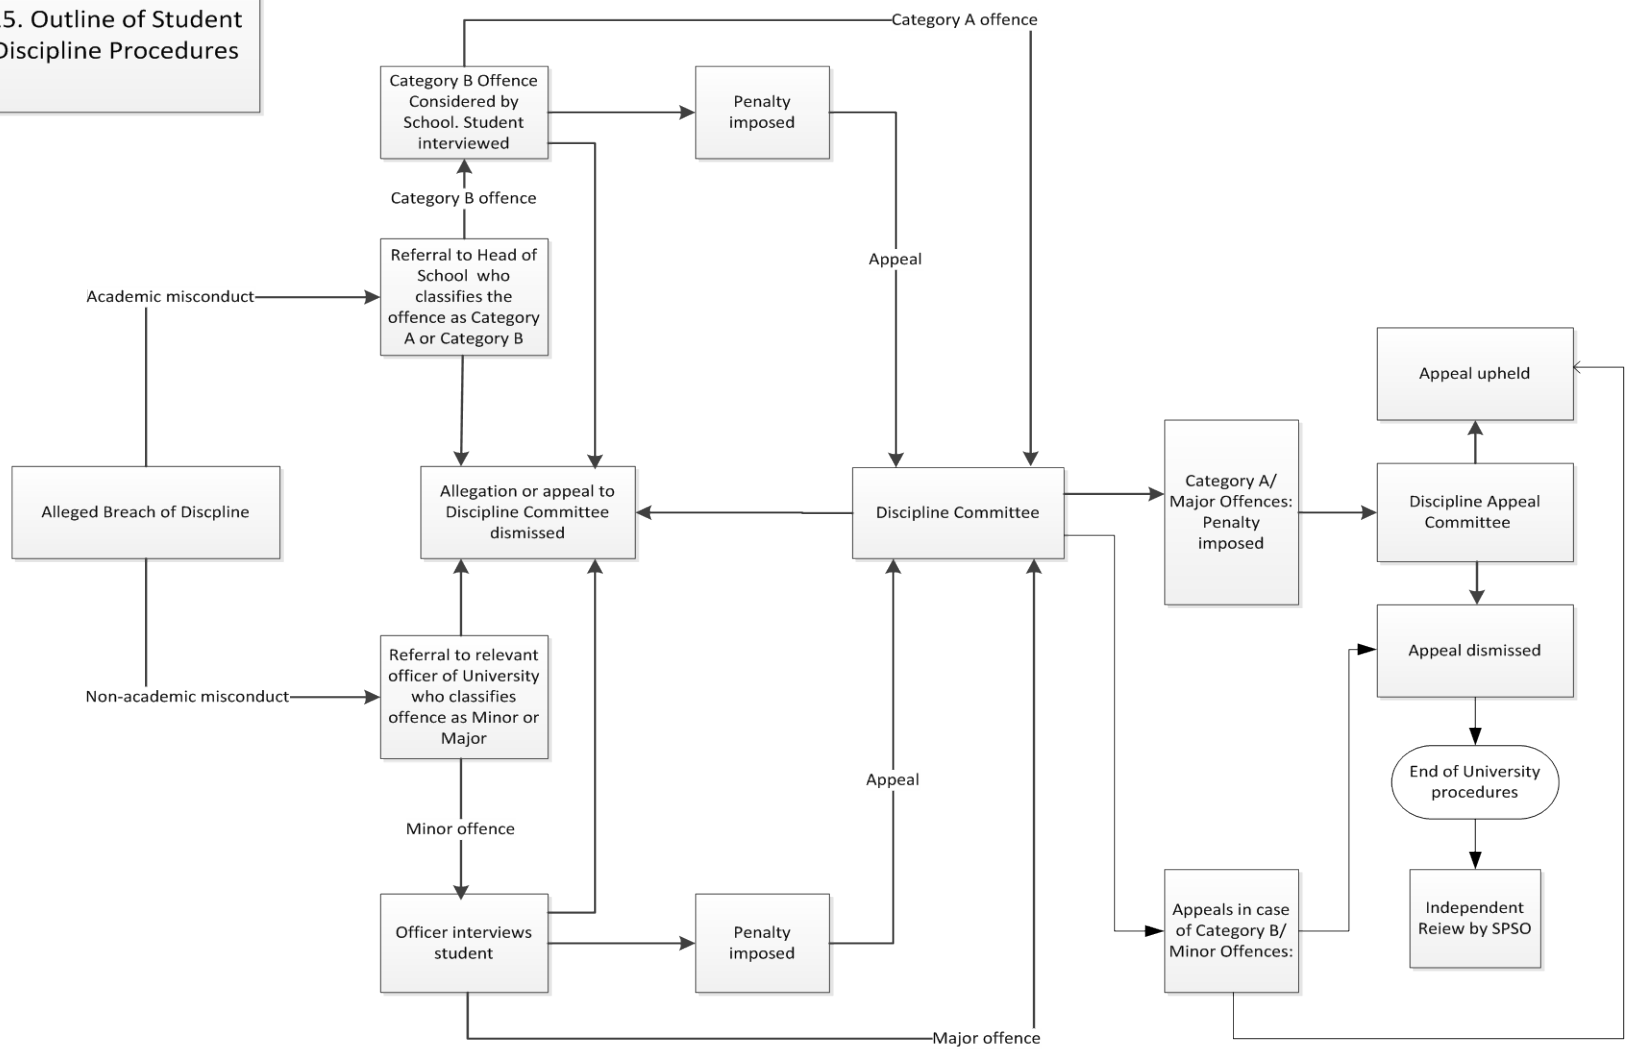 5. Outline of Student
Discipline Procedures
Category A offence
Category B Offence
Considered by
School. Student
interviewed
Penalty
imposed
Category B offence
Referral to Head of
School who
classifies the
offence as Category
A or Category B
Appeal
Academic misconduct
Appeal upheld
Alleged Breach of Discpline
Allegation or appeal to
Discipline Committee
dismissed
Discipline Committee
Category A/
Major Offences:
Penalty
imposed
Discipline Appeal
Committee
Appeal dismissed
Non-academic misconduct
Referral to relevant
officer of University
who classifies
offence as Minor or
Major
Appeal
End of University
procedures
Minor offence
Officer interviews
student
Penalty
imposed
Appeals in case
of Category B/
Minor Offences:
Independent
Reiew by SPSO
Major offence